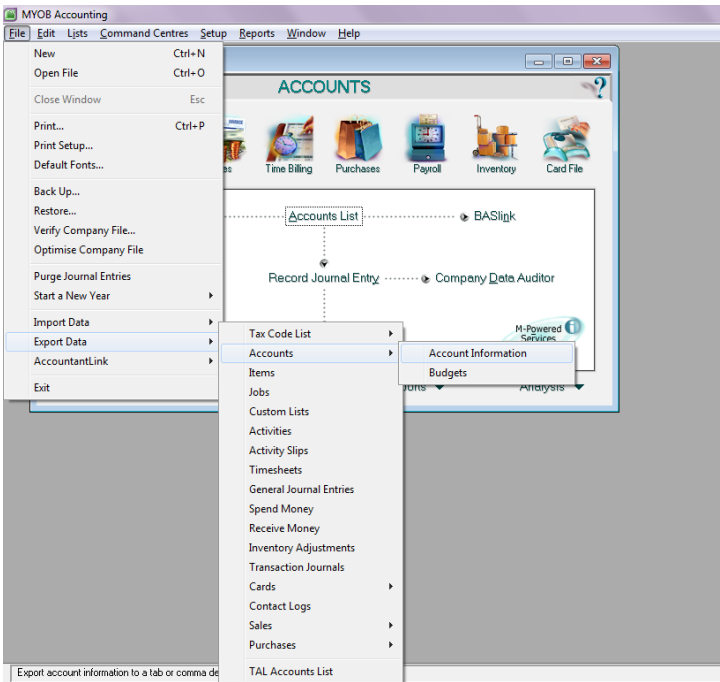 MYOB Accounting
File Edit Lists Command Centres Setup Reports Window Help
New Ctrl+N
Open File Ctrl+O
Close Window Esc
Print... Ctrl+P
Print Setup...
Default Fonts...
Back Up...
Restore...
Verify Company File...
Optimise Company File
Purge Journal Entries
Start a New Year
Import Data
Export Data
AccountantLink
Exit
ACCOUNTS
es Time Billing Purchases Payroll Inventory Card File
Accounts List BASlink
Record Journal Entry Company Data Auditor
M-Powered
Services
Analysis
Tax Code List
Accounts
Items
Jobs
Custom Lists
Activities
Activity Slips
Timesheets
General Journal Entries
Spend Money
Receive Money
Inventory Adjustments
Transaction Journals
Cards
Contact Logs
Sales
Purchases
TAL Accounts List
Account Information
Budgets
Export account information to a tab or comma de